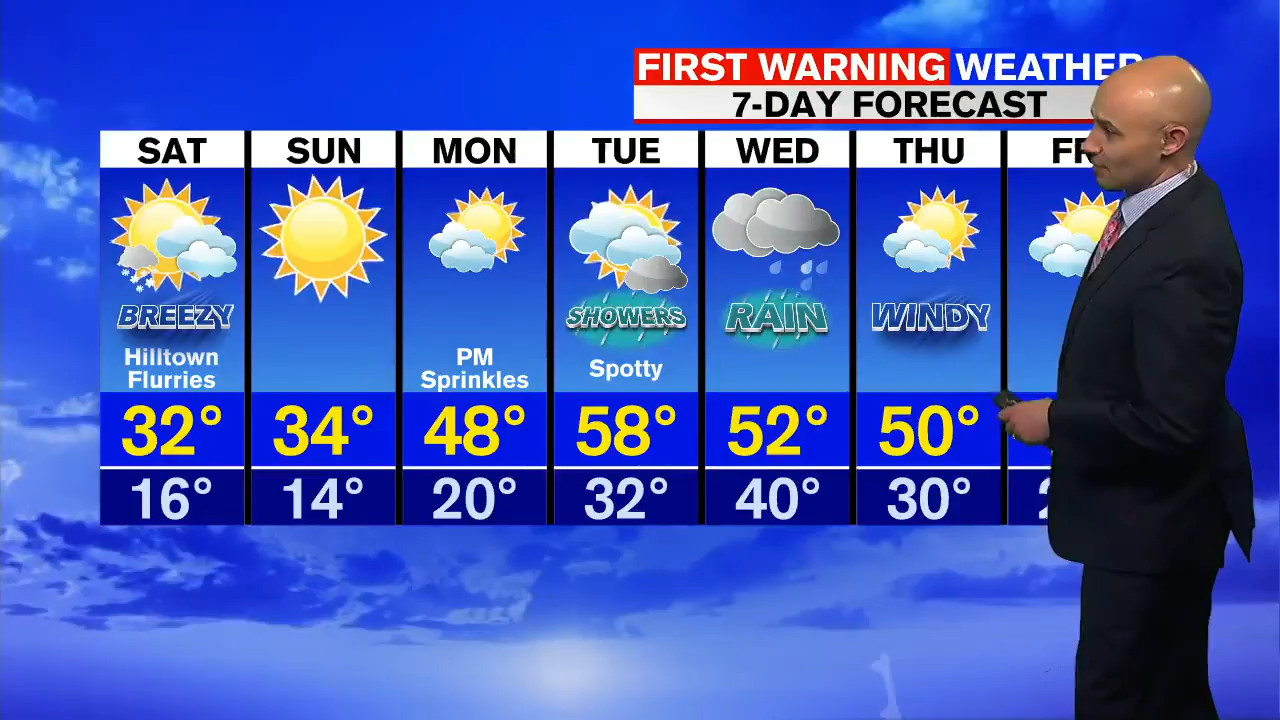 FIRST WARNING WEATHER
7-DAY FORECAST
SAT SUN MON TUE WED THU
BREEZY SHOWERS RAIN WINDY
Hilltown Flurries
PM Sprinkles
Spotty
32° 34° 48° 58° 52° 50°
16° 14° 20° 32° 40° 30°